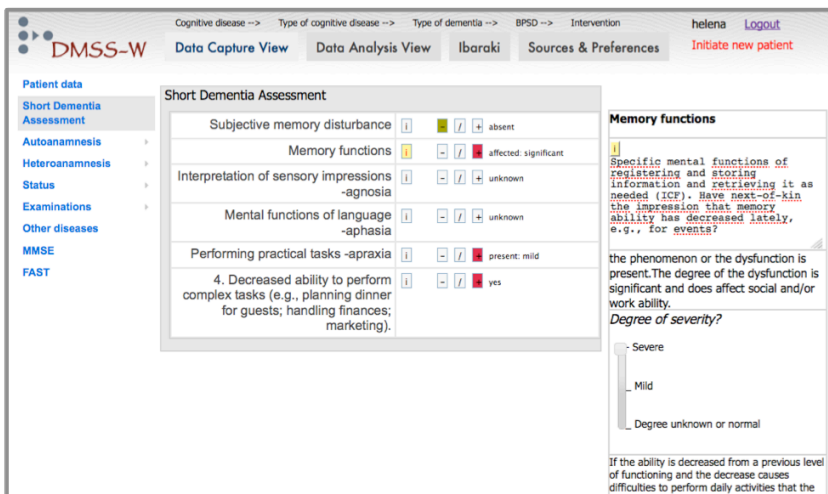 Cognitive disease --> Type of cognitive disease --> Type of dementia --> BPSD --> Intervention
helena Logout
DMSS-W
Data Capture View
Data Analysis View
Ibaraki
Sources & Preferences
Initiate new patient
Patient data
Short Dementia
Assessment
Autoanamnesis
Heteroanamnesis
Status
Examinations
Other diseases
MMSE
FAST
Short Dementia Assessment
Subjective memory disturbance i - / + absent
Memory functions i - / + affected: significant
Interpretation of sensory impressions i - / + unknown
-agnosia
Mental functions of language i - / + unknown
-aphasia
Performing practical tasks -apraxia i - / + present: mild
4. Decreased ability to perform i - / + yes
complex tasks (e.g., planning dinner
for guests; handling finances;
marketing).
Memory functions
i
Specific mental functions of
registering and storing
information and retrieving it as
needed (ICF). Have next-of-kin
the impression that memory
ability has decreased lately,
e.g., for events?
the phenomenon or the dysfunction is
present.The degree of the dysfunction is
significant and does affect social and/or
work ability.
Degree of severity?
- Severe
_ Mild
_ Degree unknown or normal
If the ability is decreased from a previous level
of functioning and the decrease causes
difficulties to perform daily activities that the